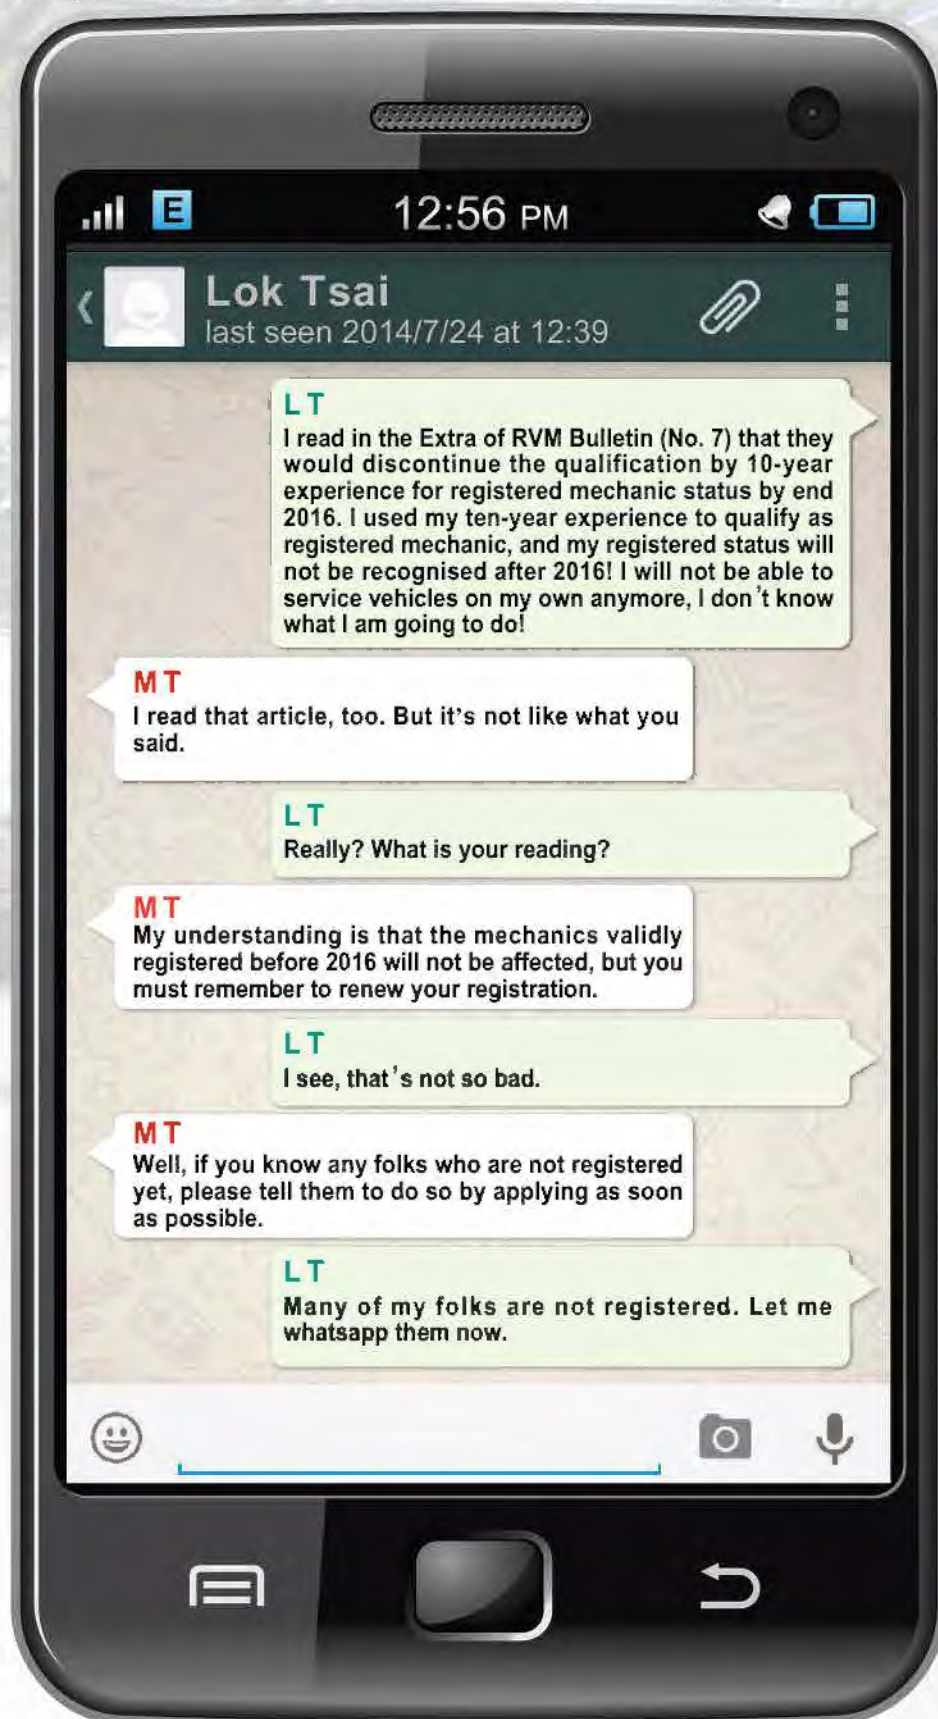 E
12:56 PM
Lok Tsai
last seen 2014/7/24 at 12:39
LT
I read in the Extra of RVM Bulletin (No. 7) that they
would discontinue the qualification by 10-year
experience for registered mechanic status by end
2016. I used my ten-year experience to qualify as
registered mechanic, and my registered status will
not be recognised after 2016! I will not be able to
service vehicles on my own anymore, I don't know
what I am going to do!
MT
I read that article, too. But it's not like what you
said.
LT
Really? What is your reading?
MT
My understanding is that the mechanics validly
registered before 2016 will not be affected, but you
must remember to renew your registration.
LT
I see, that's not so bad.
MT
Well, if you know any folks who are not registered
yet, please tell them to do so by applying as soon
as possible.
LT
Many of my folks are not registered. Let me
whatsapp them now.